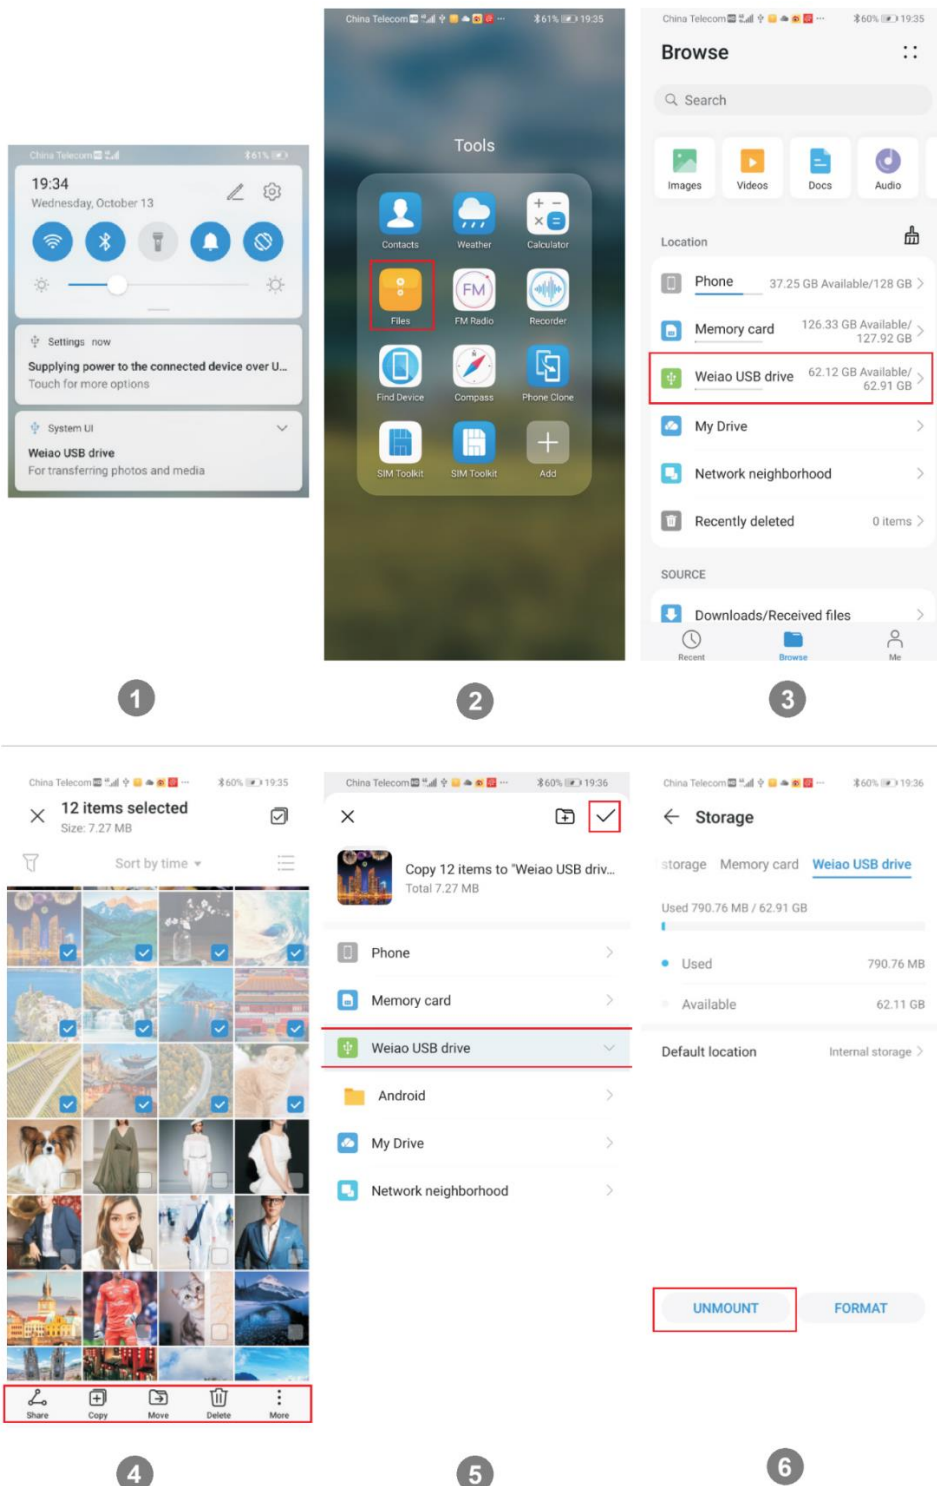 China Telecom HD 61%
19:34
Wednesday, October 13
Settings now
Supplying power to the connected device over U...
Touch for more options
System UI
Weiao USB drive
For transferring photos and media
1
China Telecom HD 61% 19:35
Tools
Contacts Weather Calculator
FM
Files FM Radio Recorder
Find Device Compass Phone Clone
SIM Toolkit SIM Toolkit Add
2
China Telecom HD 60% 19:35
Browse
Search
Images Videos Docs Audio
Location
Phone 37.25 GB Available/128 GB >
Memory card 126.33 GB Available/
127.92 GB >
Weiao USB drive 62.12 GB Available/
62.91 GB >
My Drive >
Network neighborhood >
Recently deleted 0 items >
SOURCE
Downloads/Received files >
Recent Browse Me
3
China Telecom HD 60% 19:35
12 items selected
Size: 7.27 MB
Sort by time
Share Copy Move Delete More
4
China Telecom HD 60% 19:36
Copy 12 items to "Weiao USB driv...
Total 7.27 MB
Phone >
Memory card >
Weiao USB drive
Android >
My Drive >
Network neighborhood >
5
China Telecom HD 60% 19:36
Storage
storage Memory card Weiao USB drive
Used 790.76 MB / 62.91 GB
Used 790.76 MB
Available 62.11 GB
Default location Internal storage >
UNMOUNT FORMAT
6